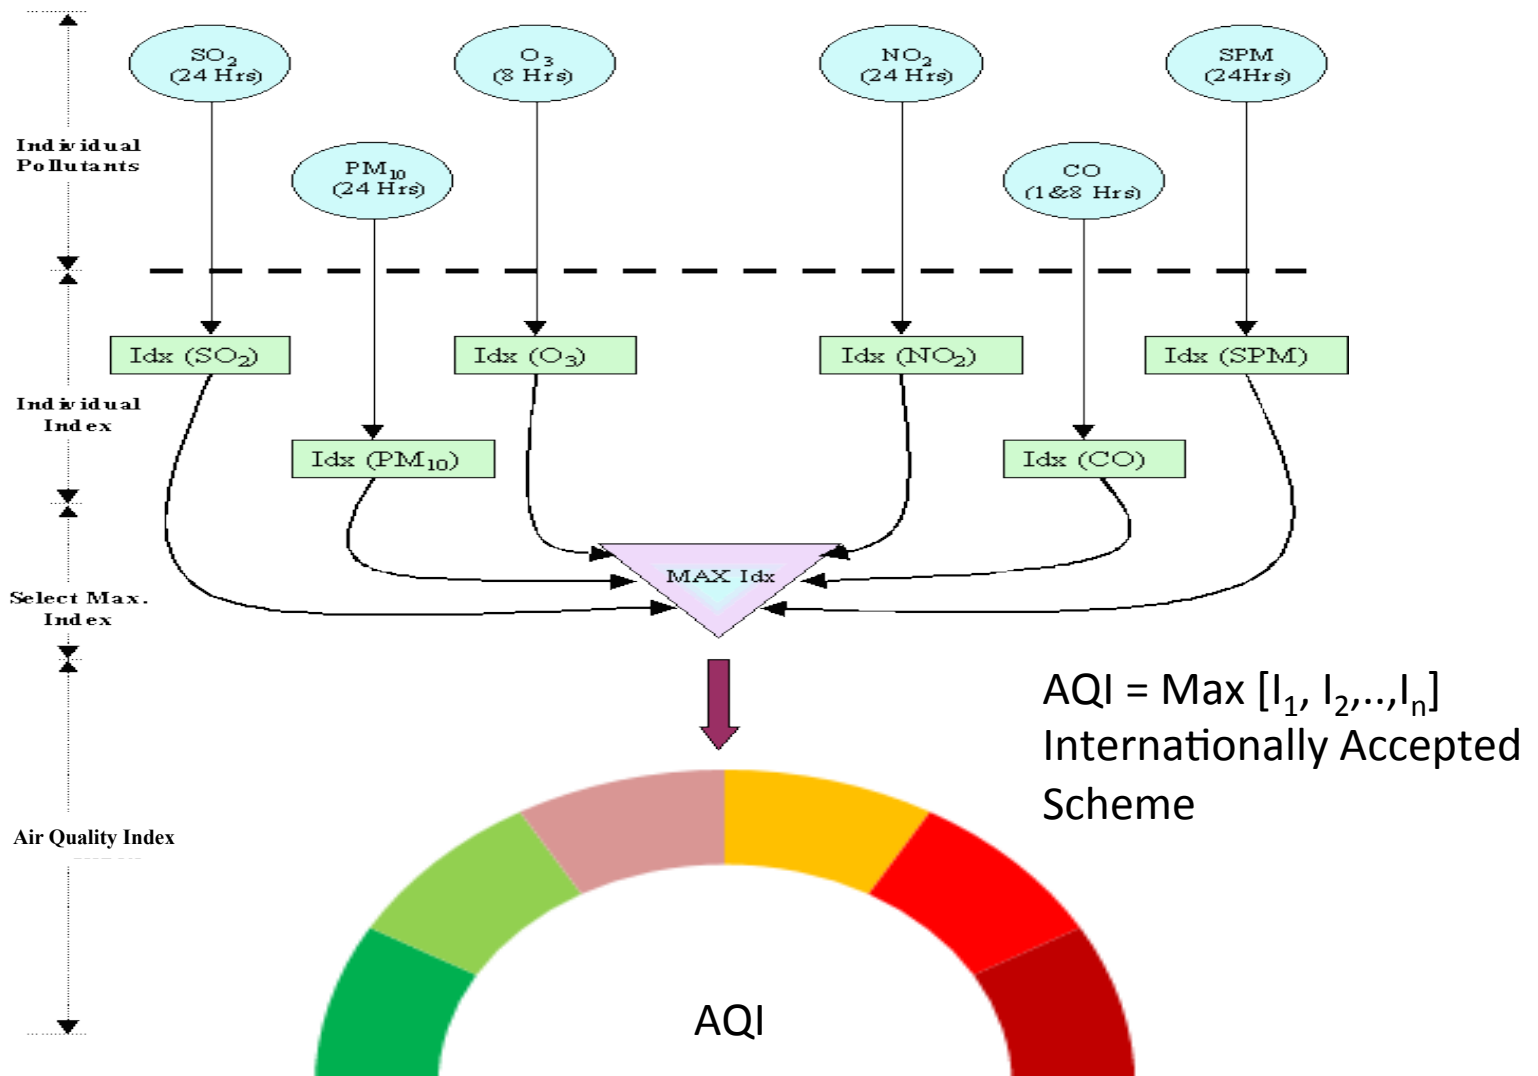 SO₂
(24 Hrs)
O₃
(8 Hrs)
NO₂
(24 Hrs)
SPM
(24Hrs)
Individual
Pollutants
PM₁₀
(24 Hrs)
CO
(1&8 Hrs)
Idx (SO₂)
Idx (O₃)
Idx (NO₂)
Idx (SPM)
Individual
Index
Idx (PM₁₀)
Idx (CO)
Select Max.
Index
MAX Idx
AQI = Max [I₁, I₂,..,Iₙ]
Internationally Accepted
Scheme
Air Quality Index
AQI